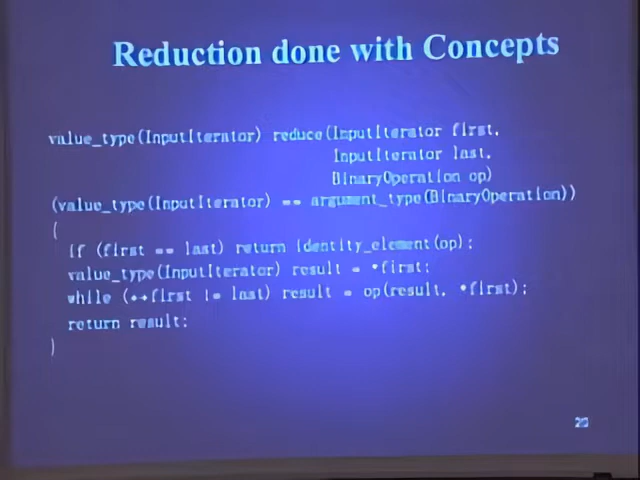 Reduction done with Concepts
value_type(InputIterator) reduce(InputIterator first,
InputIterator last,
BinaryOperation op)
(value_type(InputIterator) == argument_type(BinaryOperation))
{
if (first == last) return identity_element(op);
value_type(InputIterator) result = *first;
while (++first != last) result = op(result, *first);
return result;
}
20